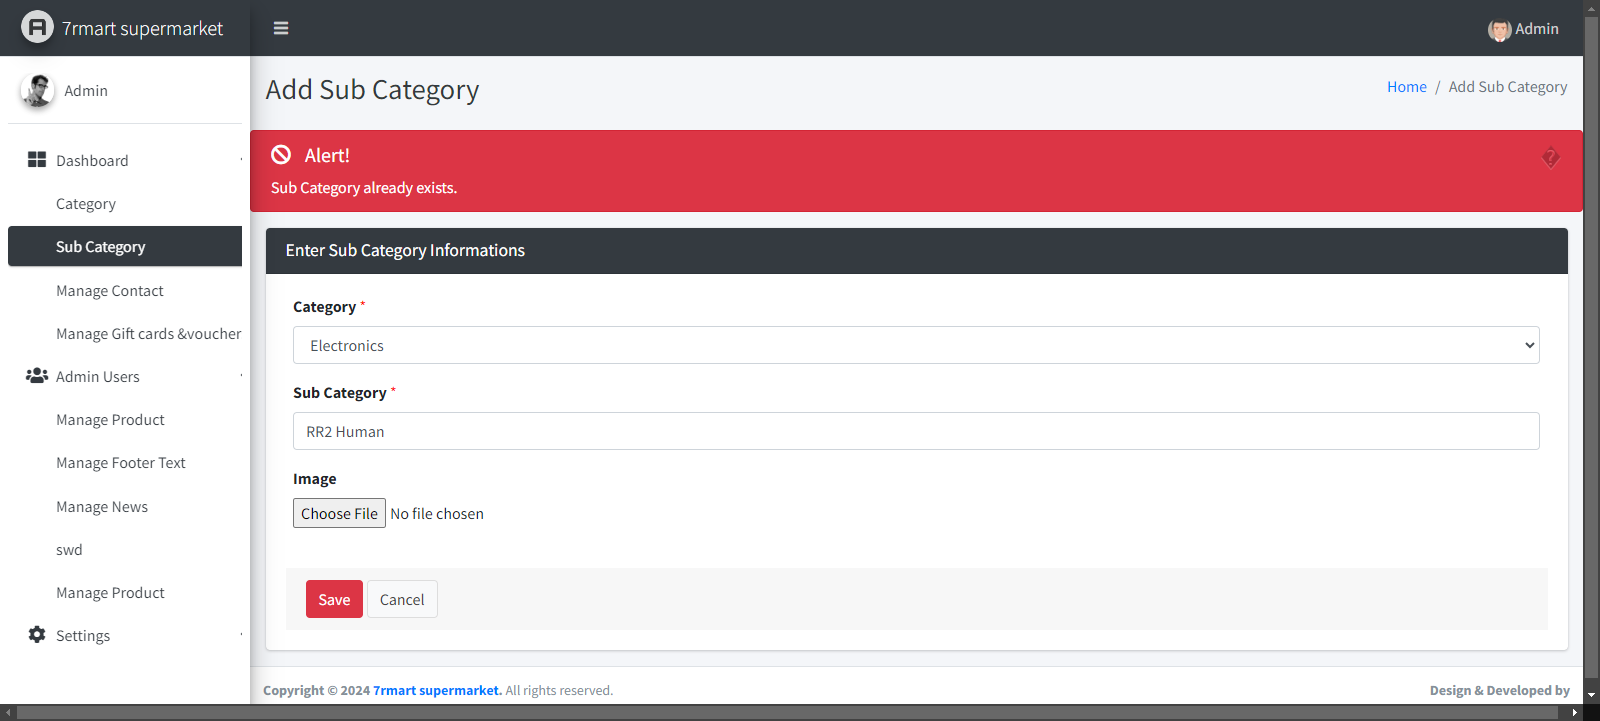 7rmart supermarket
Admin
Admin
Add Sub Category
Home / Add Sub Category
Alert!
Sub Category already exists.
Dashboard
Category
Sub Category
Manage Contact
Manage Gift cards &voucher
Admin Users
Manage Product
Manage Footer Text
Manage News
swd
Manage Product
Settings
Enter Sub Category Informations
Category *
Electronics
Sub Category *
RR2 Human
Image
Choose File No file chosen
Save Cancel
Copyright © 2024 7rmart supermarket. All rights reserved.
Design & Developed by